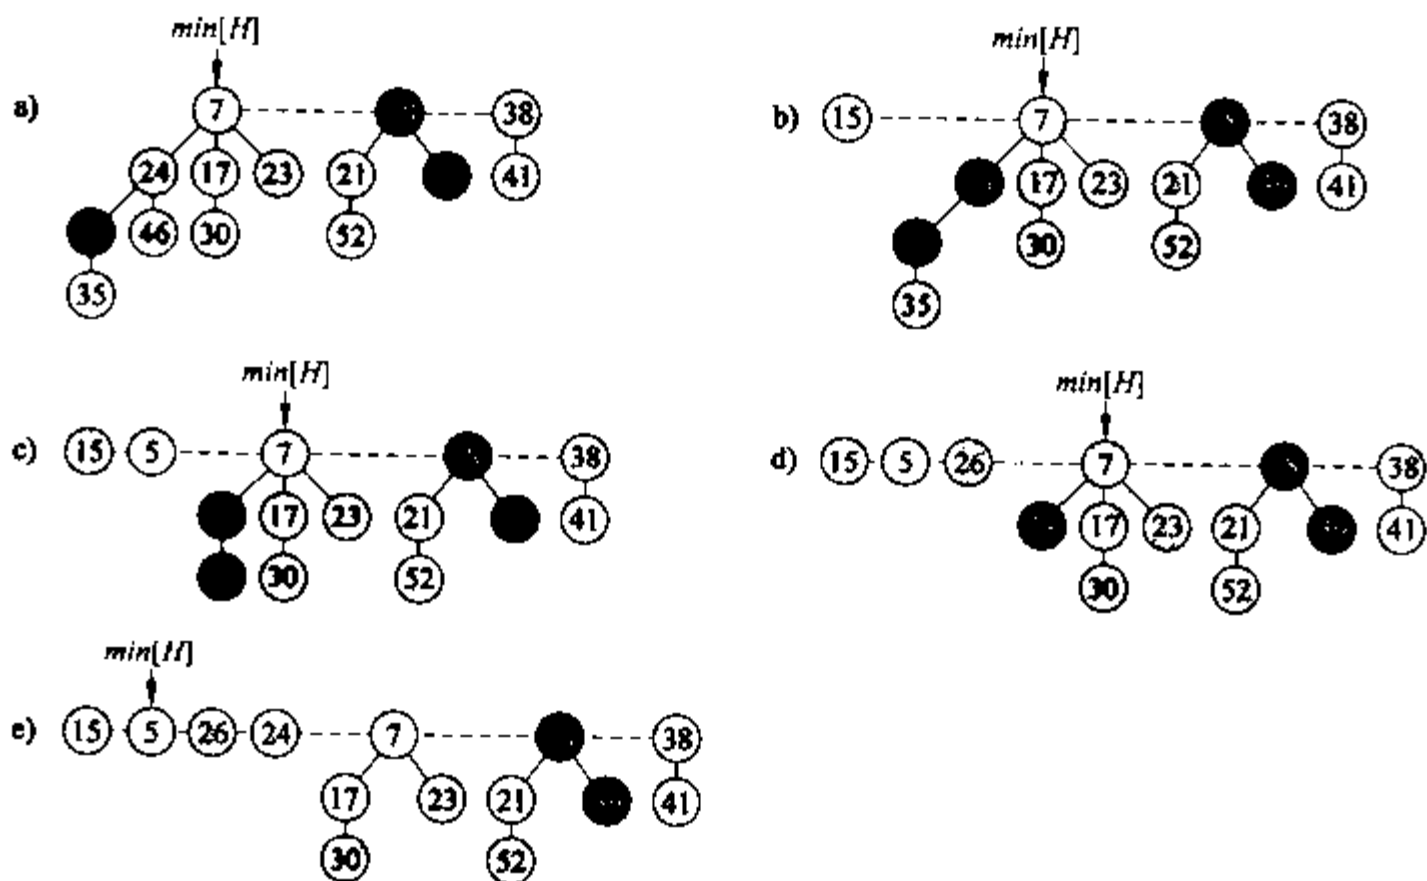 min[H]
min[H]
a) 7 38
b) 15 7 38
24 17 23 21 41
17 23 21 41
46 30 52
30 52
35
35
min[H]
min[H]
c) 15 5 7 38
d) 15 5 26 7 38
17 23 21 41
17 23 21 41
30 52
30 52
min[H]
e) 15 5 26 24 7 38
17 23 21 41
30 52